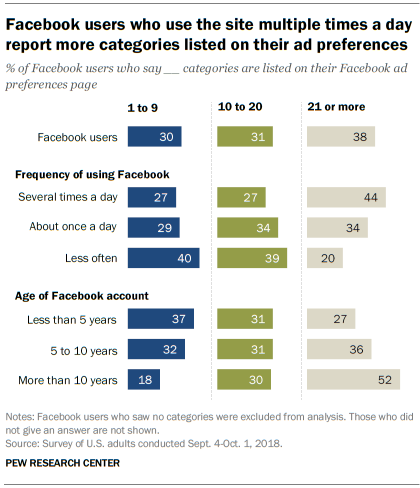 Facebook users who use the site multiple times a day
report more categories listed on their ad preferences
% of Facebook users who say __ categories are listed on their Facebook ad
preferences page
1 to 9 10 to 20 21 or more
Facebook users 30 31 38
Frequency of using Facebook
Several times a day 27 27 44
About once a day 29 34 34
Less often 40 39 20
Age of Facebook account
Less than 5 years 37 31 27
5 to 10 years 32 31 36
More than 10 years 18 30 52
Notes: Facebook users who saw no categories were excluded from analysis. Those who did
not give an answer are not shown.
Source: Survey of U.S. adults conducted Sept. 4-Oct. 1, 2018.
PEW RESEARCH CENTER